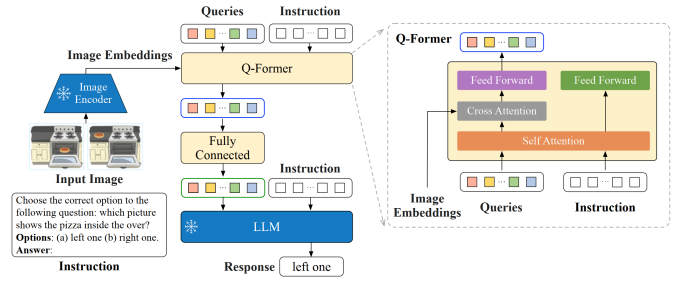 Queries
Instruction
Image Embeddings
Q-Former
Image
Encoder
Input Image
Fully
Connected
Instruction
Choose the correct option to the
following question: which picture
shows the pizza inside the over?
Options: (a) left one (b) right one.
Answer:
Instruction
LLM
Response
left one
Q-Former
Feed Forward
Feed Forward
Cross Attention
Self Attention
Image
Embeddings
Queries
Instruction